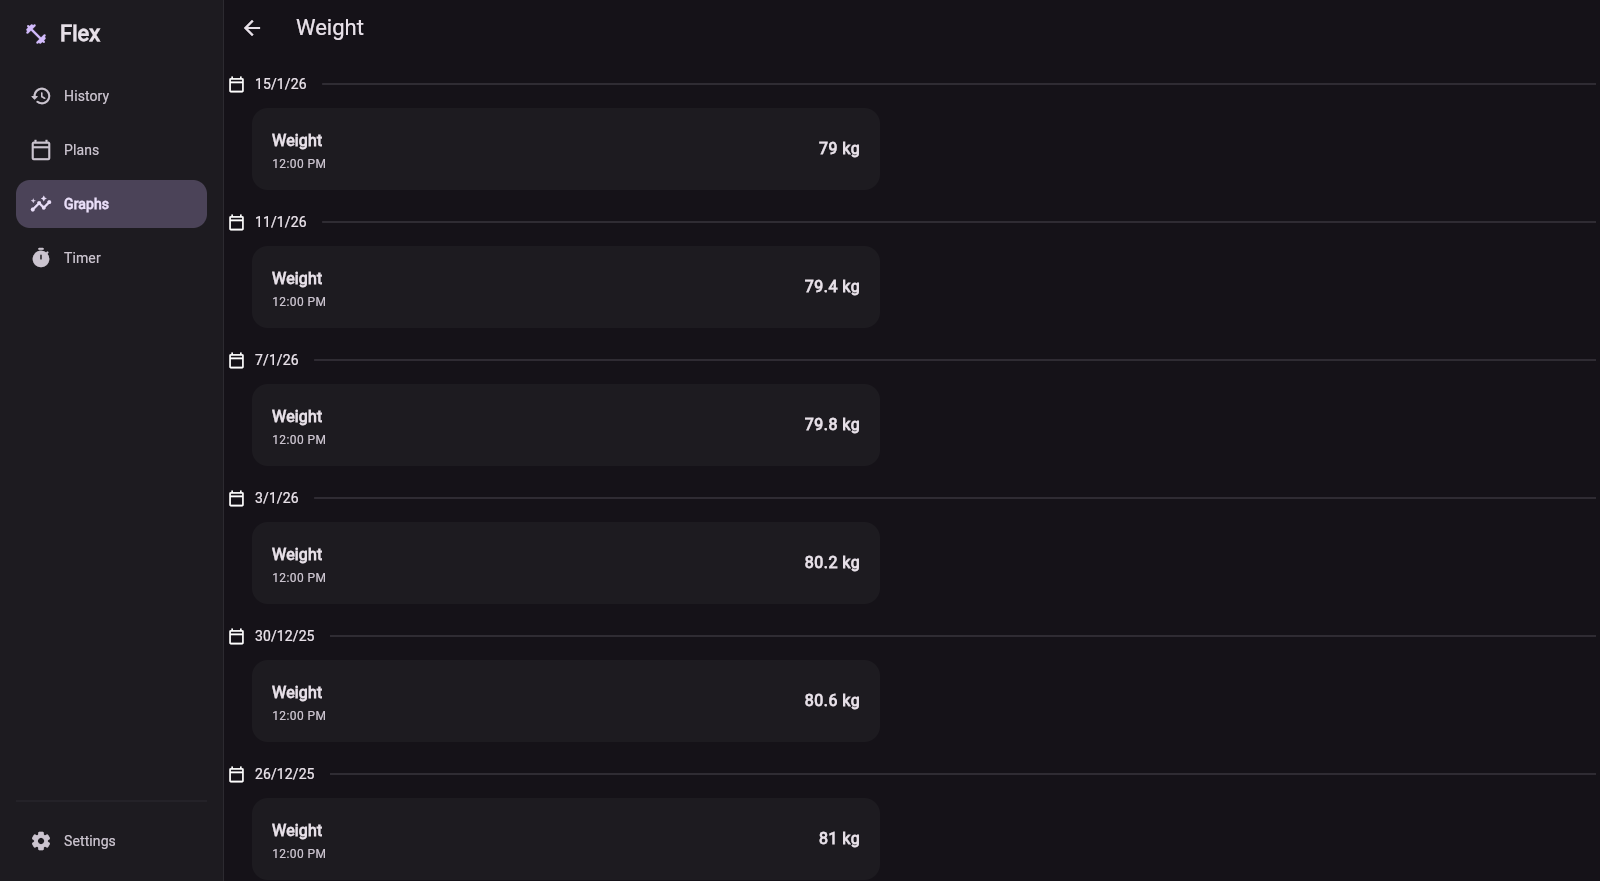 Flex
History
Plans
Graphs
Timer
Settings
Weight
15/1/26
Weight
12:00 PM
79 kg
11/1/26
Weight
12:00 PM
79.4 kg
7/1/26
Weight
12:00 PM
79.8 kg
3/1/26
Weight
12:00 PM
80.2 kg
30/12/25
Weight
12:00 PM
80.6 kg
26/12/25
Weight
12:00 PM
81 kg